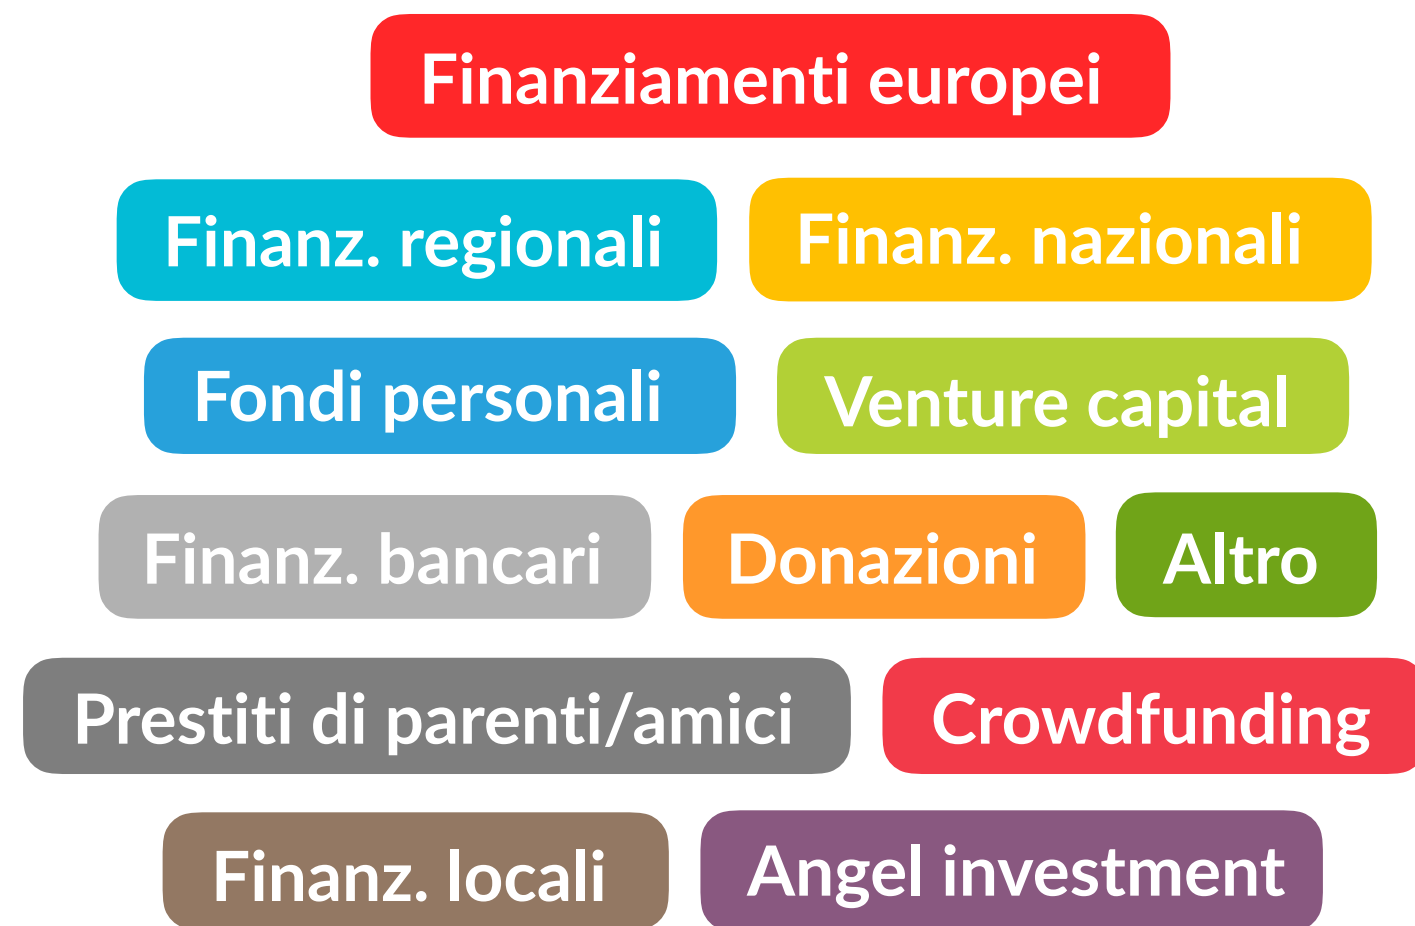 Finanziamenti europei
Finanz. regionali
Finanz. nazionali
Fondi personali
Venture capital
Finanz. bancari
Donazioni
Altro
Prestiti di parenti/amici
Crowdfunding
Finanz. locali
Angel investment